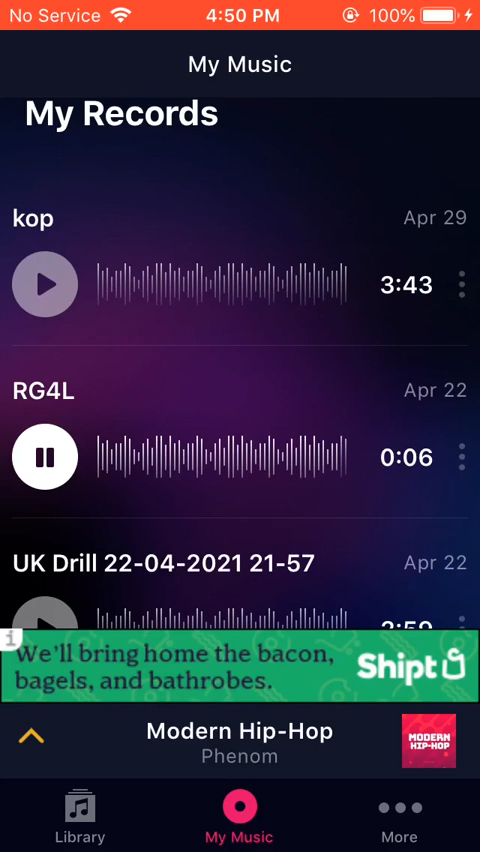 No Service 4:50 PM 100%
My Music
My Records
kop Apr 29
3:43
RG4L Apr 22
0:06
UK Drill 22-04-2021 21-57 Apr 22
2:59
i
We'll bring home the bacon,
bagels, and bathrobes.
Shipt
Modern Hip-Hop
Phenom
MODERN
HIP-HOP
Library My Music More